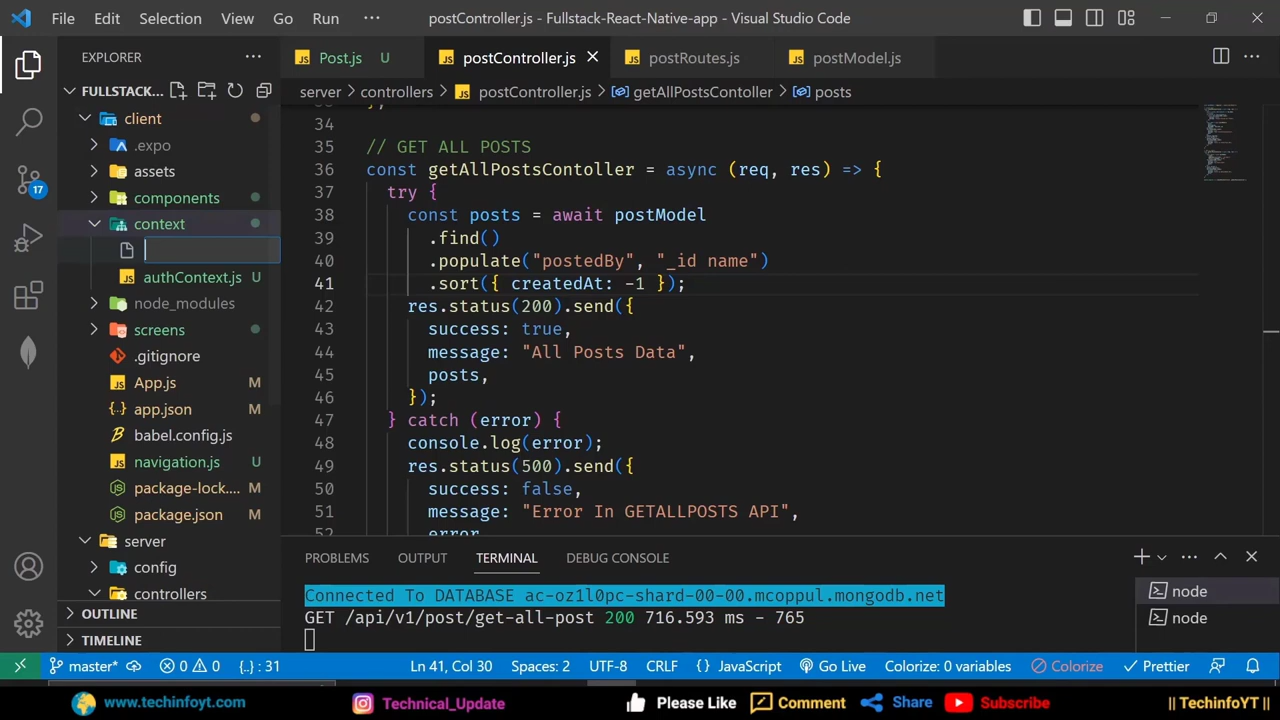 File Edit Selection View Go Run ··· postController.js - Fullstack-React-Native-app - Visual Studio Code
EXPLORER ···
Post.js U
postController.js
postRoutes.js
postModel.js
FULLSTACK...
server > controllers > postController.js > getAllPostsContoller > posts
client
.expo
assets
components
context
authContext.js U
node_modules
screens
.gitignore
App.js M
app.json M
babel.config.js
navigation.js U
package-lock.... M
package.json M
server
config
controllers
OUTLINE
TIMELINE
34
35 // GET ALL POSTS
36 const getAllPostsContoller = async (req, res) => {
37 try {
38 const posts = await postModel
39 .find()
40 .populate("postedBy", "_id name")
41 .sort({ createdAt: -1 });
42 res.status(200).send({
43 success: true,
44 message: "All Posts Data",
45 posts,
46 });
47 } catch (error) {
48 console.log(error);
49 res.status(500).send({
50 success: false,
51 message: "Error In GETALLPOSTS API",
52 error
17
PROBLEMS OUTPUT TERMINAL DEBUG CONSOLE
Connected To DATABASE ac-oz1l0pc-shard-00-00.mcoppul.mongodb.net
GET /api/v1/post/get-all-post 200 716.593 ms - 765
node
node
master* 0 0 {..} : 31 Ln 41, Col 30 Spaces: 2 UTF-8 CRLF {} JavaScript Go Live Colorize: 0 variables Colorize Prettier
www.techinfoyt.com Technical_Update Please Like Comment Share Subscribe || TechinfoYT ||